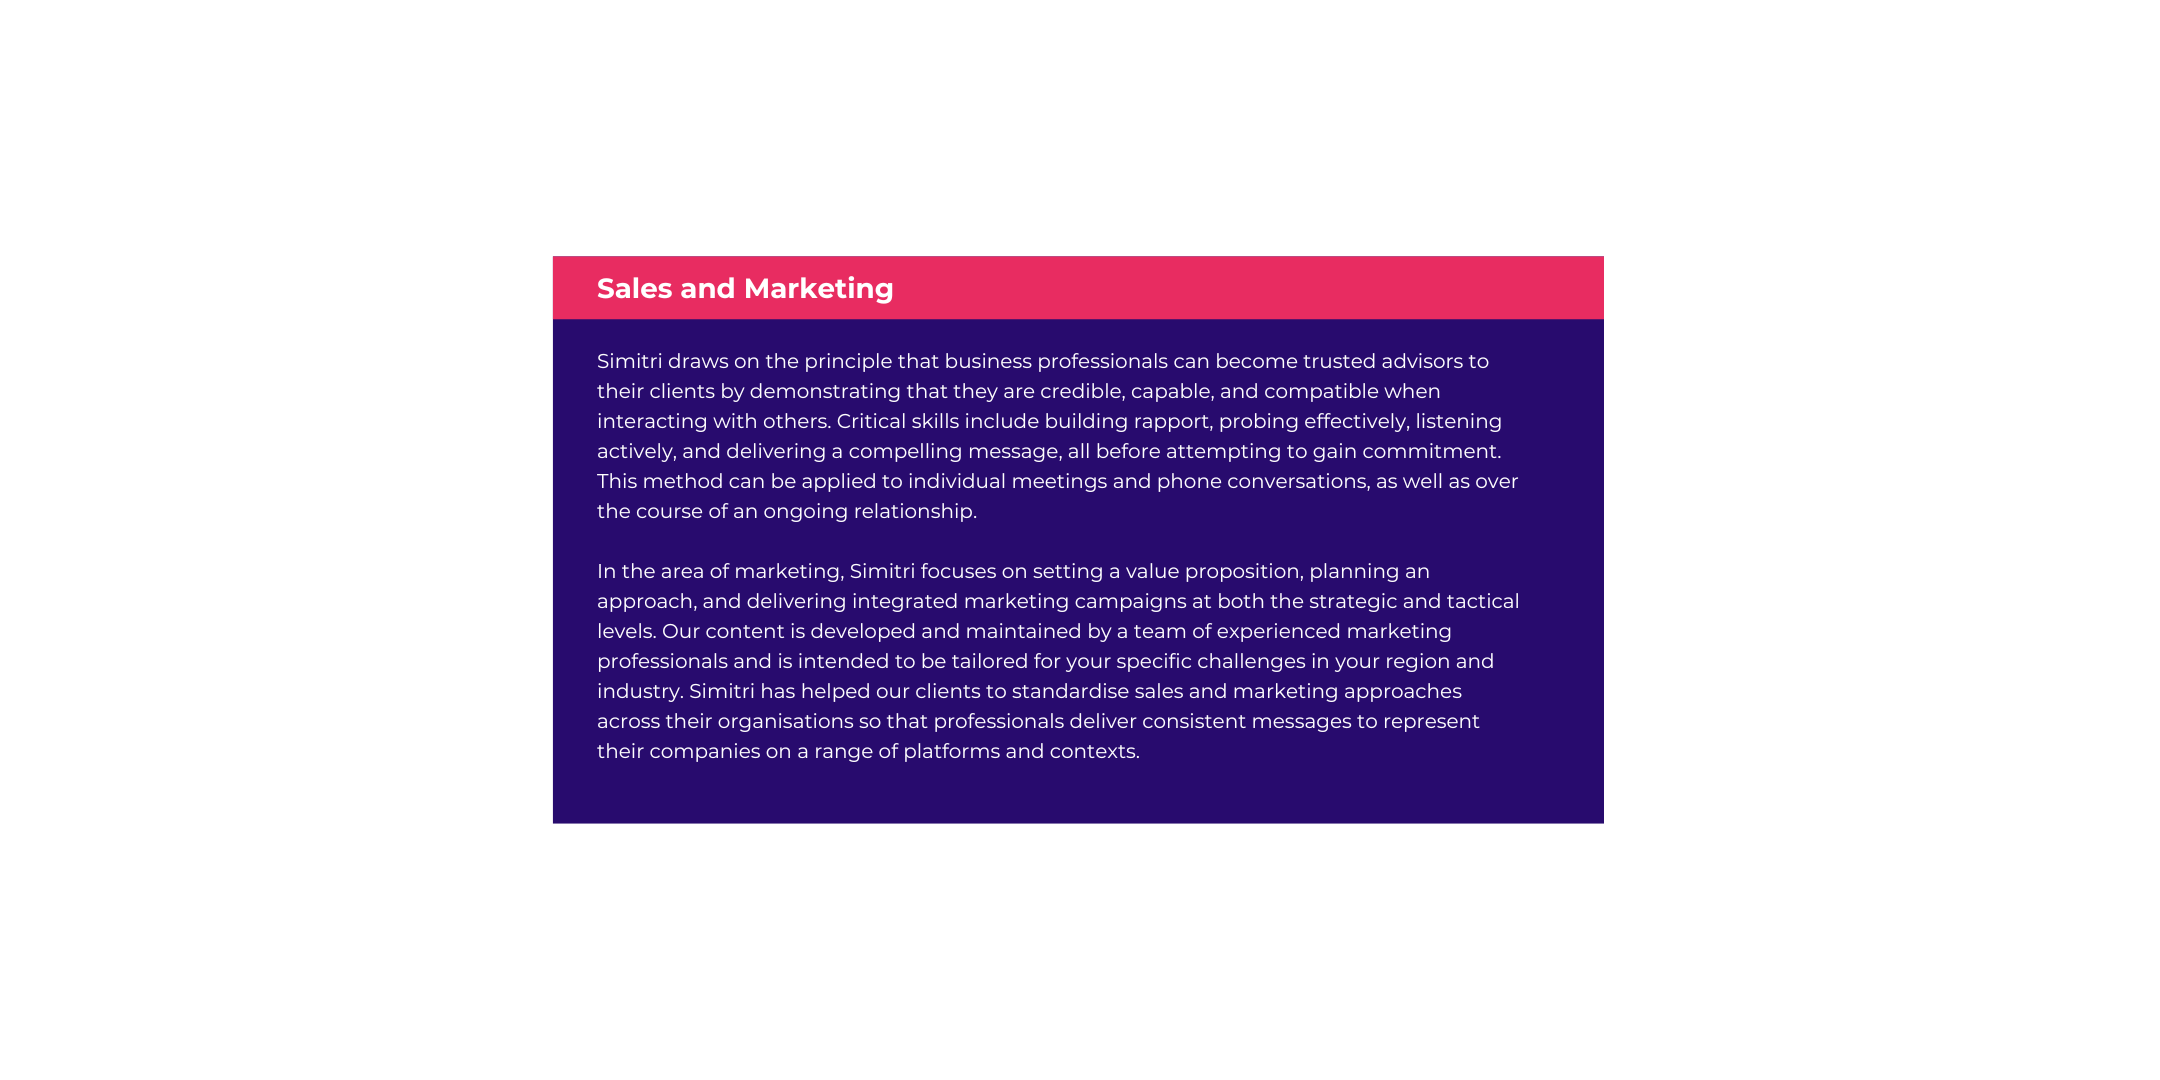 Sales and Marketing
Simitri draws on the principle that business professionals can become trusted advisors to
their clients by demonstrating that they are credible, capable, and compatible when
interacting with others. Critical skills include building rapport, probing effectively, listening
actively, and delivering a compelling message, all before attempting to gain commitment.
This method can be applied to individual meetings and phone conversations, as well as over
the course of an ongoing relationship.
In the area of marketing, Simitri focuses on setting a value proposition, planning an
approach, and delivering integrated marketing campaigns at both the strategic and tactical
levels. Our content is developed and maintained by a team of experienced marketing
professionals and is intended to be tailored for your specific challenges in your region and
industry. Simitri has helped our clients to standardise sales and marketing approaches
across their organisations so that professionals deliver consistent messages to represent
their companies on a range of platforms and contexts.